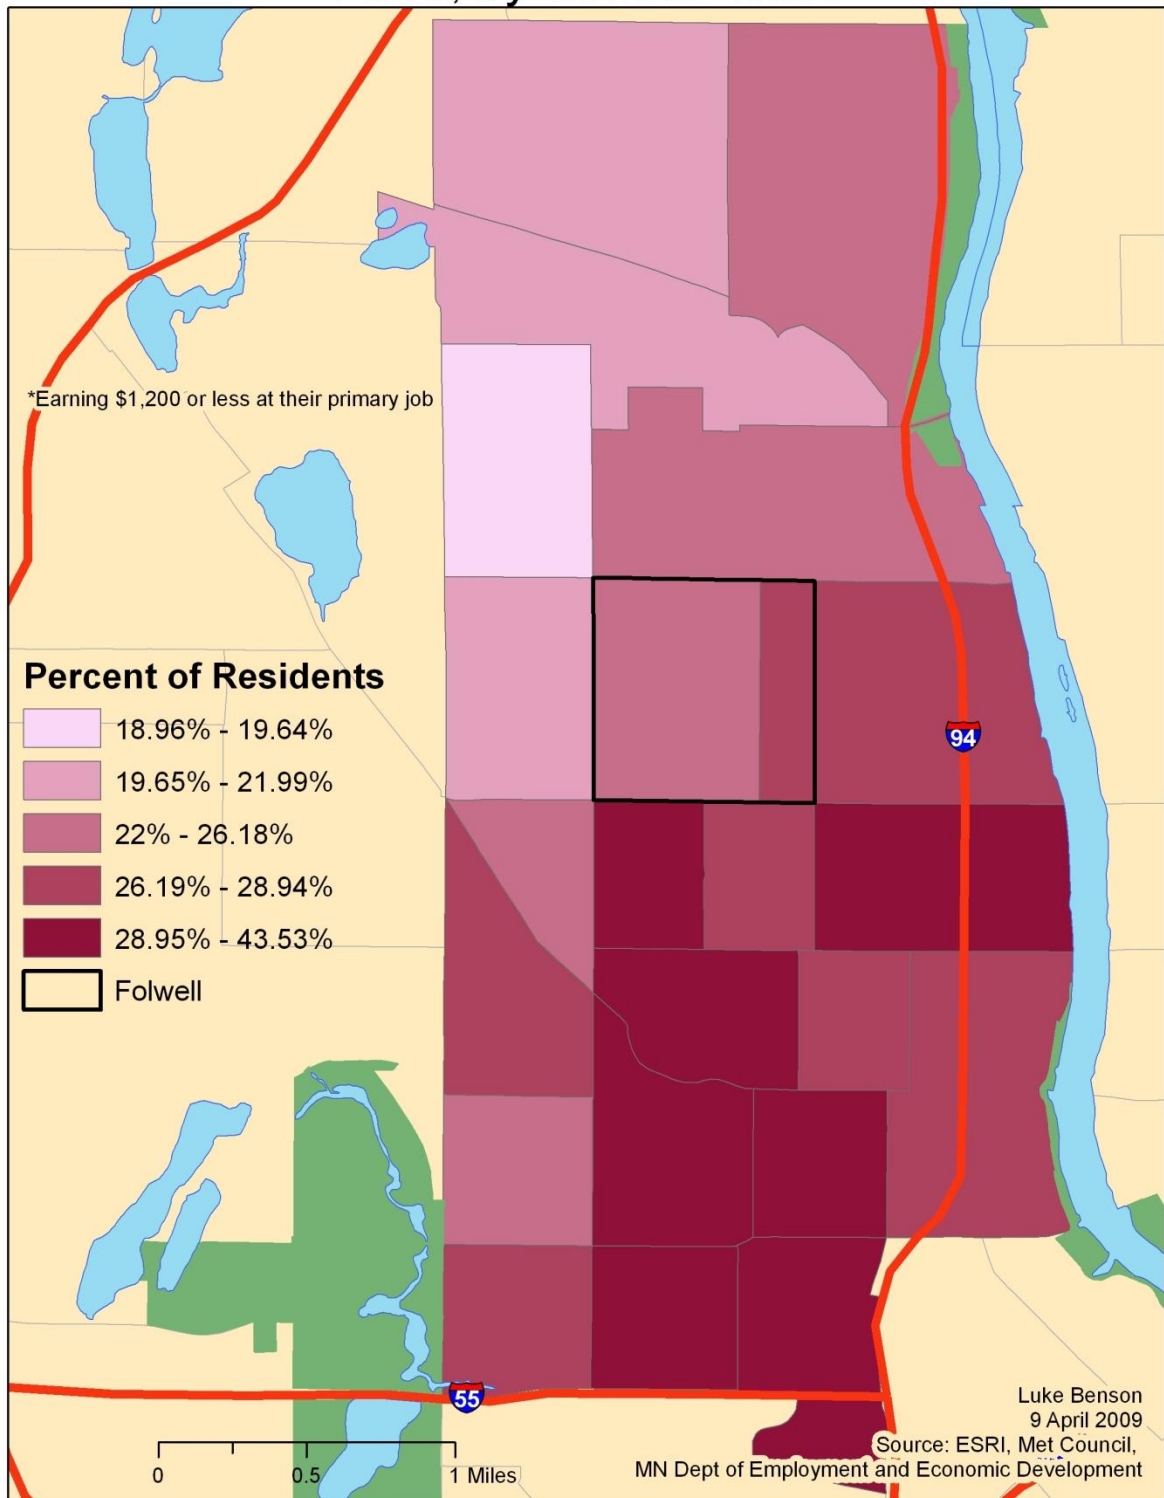 *Earning $1,200 or less at their primary job
Percent of Residents
18.96% - 19.64%
19.65% - 21.99%
22% - 26.18%
26.19% - 28.94%
28.95% - 43.53%
Folwell
94
55
0 0.5 1 Miles
Luke Benson
9 April 2009
Source: ESRI, Met Council,
MN Dept of Employment and Economic Development